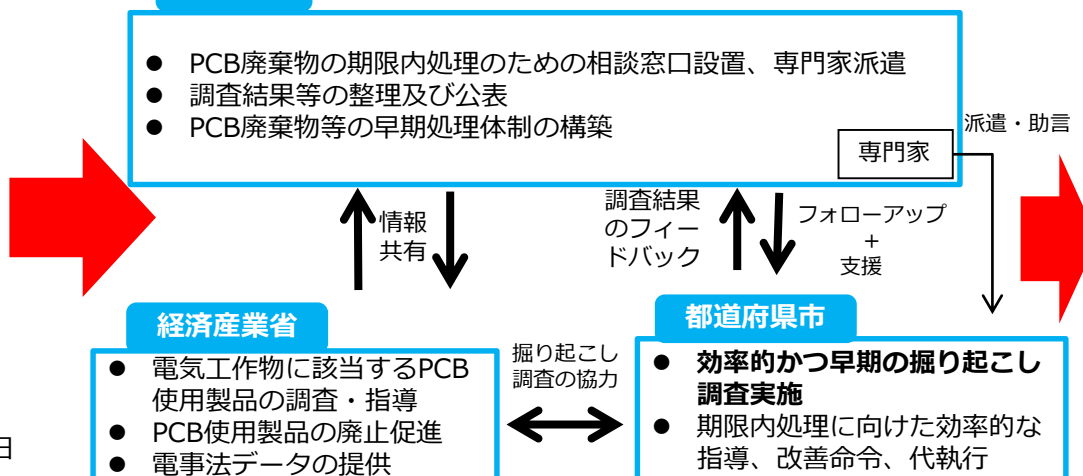 ● PCB廃棄物の期限内処理のための相談窓口設置、専門家派遣
● 調査結果等の整理及び公表
● PCB廃棄物等の早期処理体制の構築
専門家
派遣・助言
情報
共有
調査結果
のフィー
ドバック
フォローアップ
+
支援
経済産業省
● 電気工作物に該当するPCB
使用製品の調査・指導
● PCB使用製品の廃止促進
● 電事法データの提供
掘り起こし
調査の協力
都道府県市
● 効率的かつ早期の掘り起こし
調査実施
● 期限内処理に向けた効率的な
指導、改善命令、代執行
日